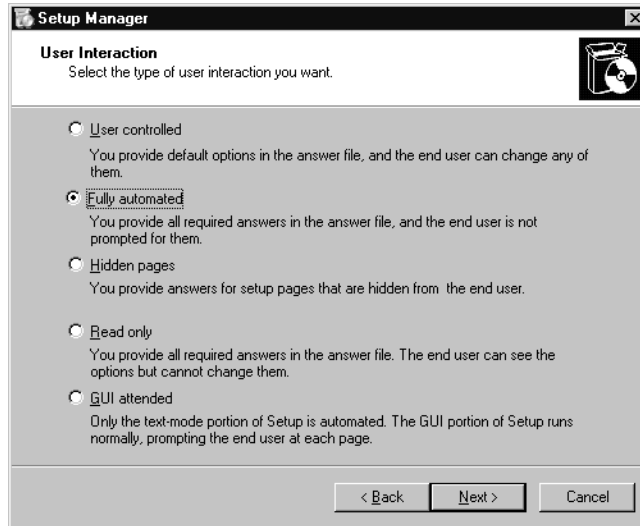 Setup Manager
User Interaction
Select the type of user interaction you want.
User controlled
You provide default options in the answer file, and the end user can change any of
them.
Fully automated
You provide all required answers in the answer file, and the end user is not
prompted for them.
Hidden pages
You provide answers for setup pages that are hidden from the end user.
Read only
You provide all required answers in the answer file. The end user can see the
options but cannot change them.
GUI attended
Only the text-mode portion of Setup is automated. The GUI portion of Setup runs
normally, prompting the end user at each page.
< Back Next > Cancel